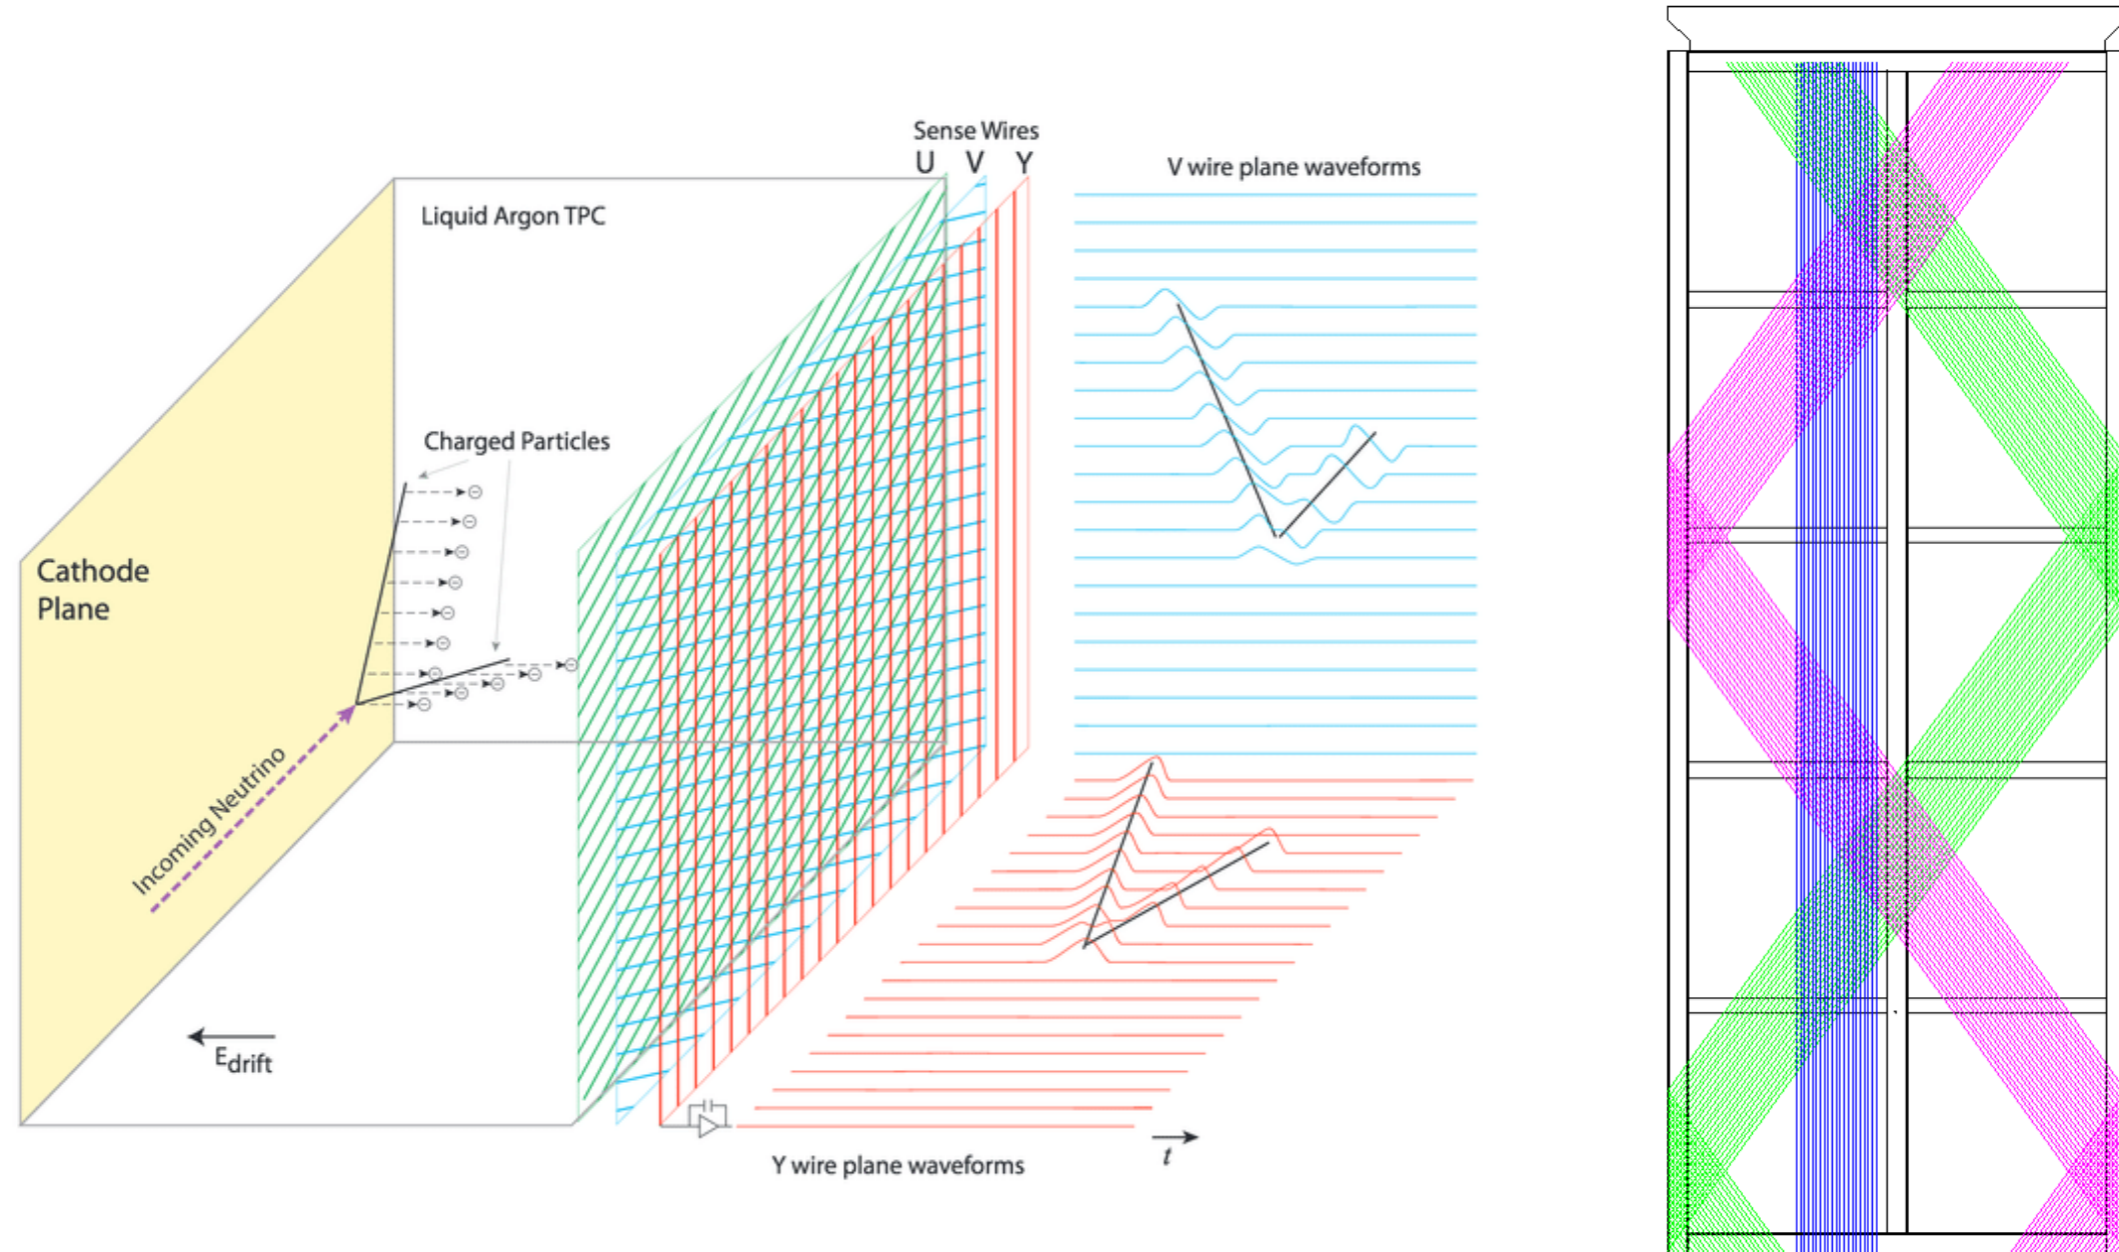 Sense Wires
U V Y
V wire plane waveforms
Liquid Argon TPC
Charged Particles
Cathode
Plane
Incoming Neutrino
Edrift
t
Y wire plane waveforms